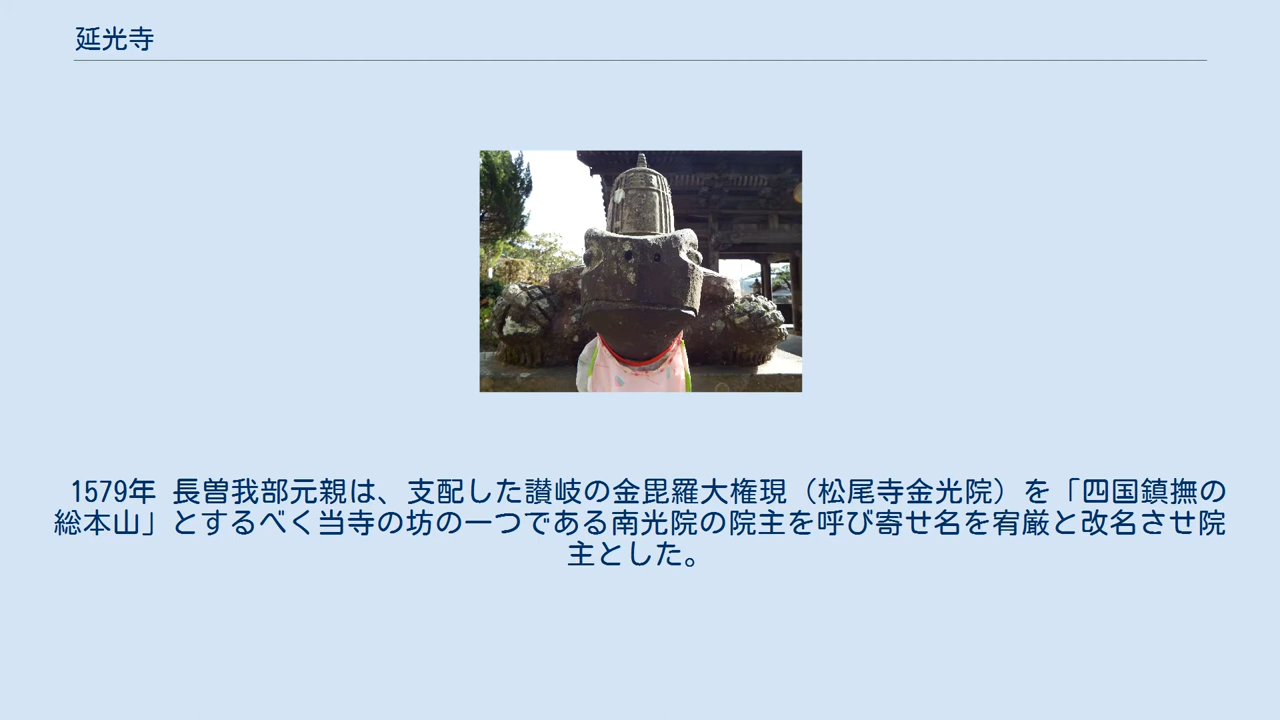 延光寺
1579年 長曽我部元親は、支配した讃岐の金毘羅大権現（松尾寺金光院）を「四国鎮撫の
総本山」とするべく当寺の坊の一つである南光院の院主を呼び寄せ名を宥厳と改名させ院
主とした。